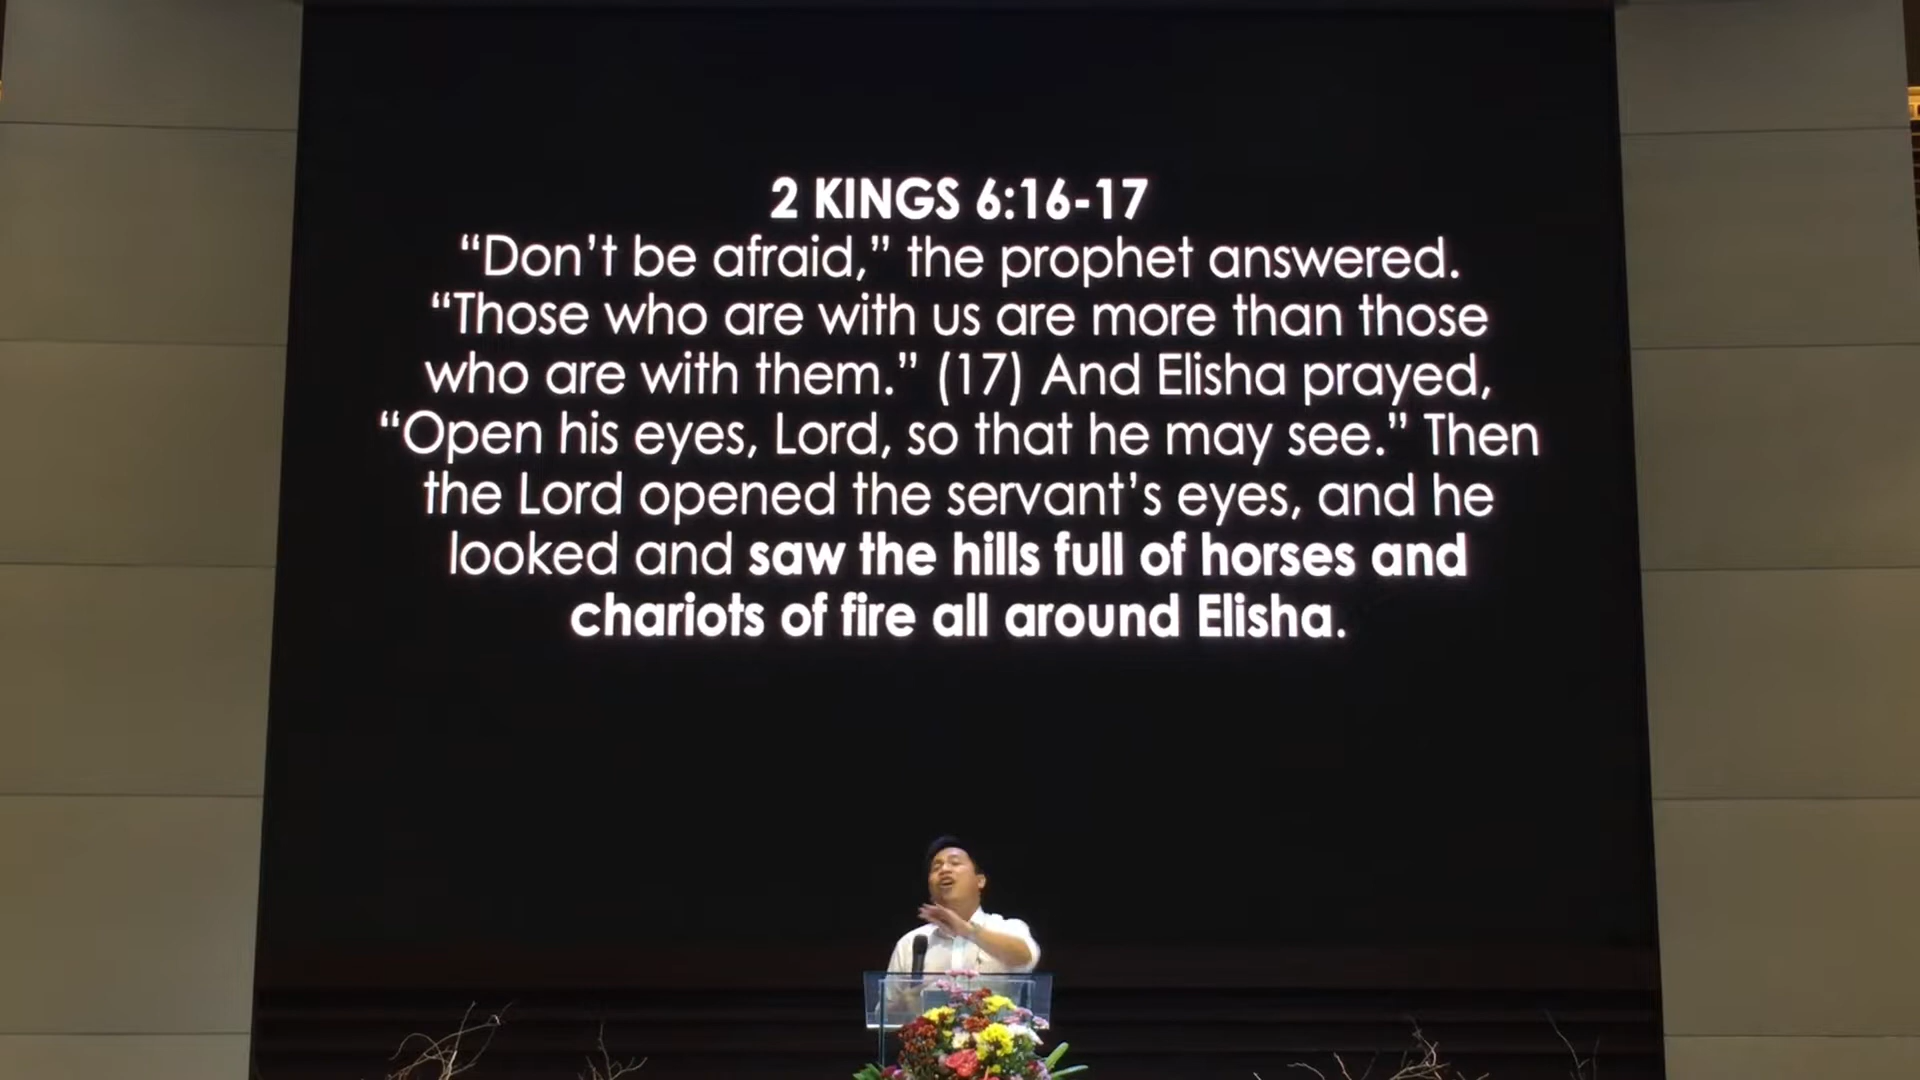 2 KINGS 6:16-17
“Don’t be afraid,” the prophet answered.
“Those who are with us are more than those
who are with them.” (17) And Elisha prayed,
“Open his eyes, Lord, so that he may see.” Then
the Lord opened the servant’s eyes, and he
looked and saw the hills full of horses and
chariots of fire all around Elisha.